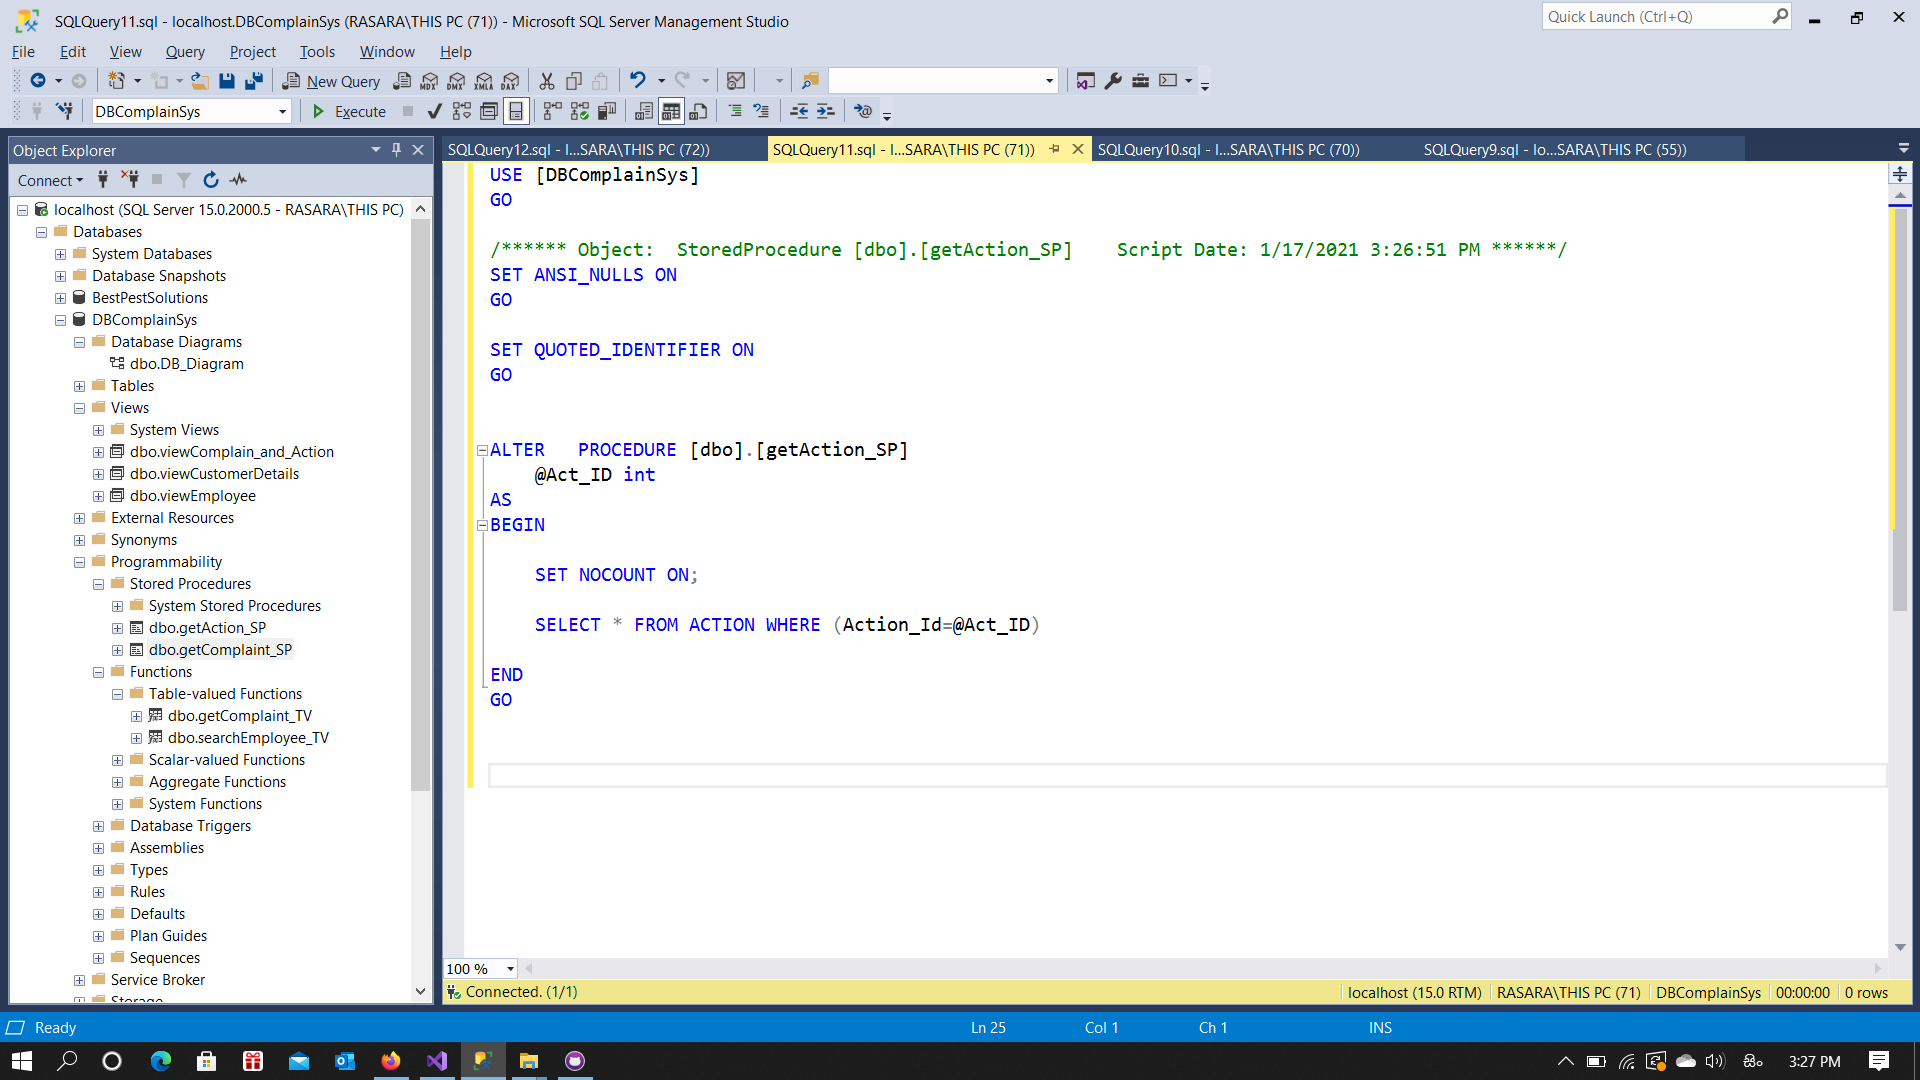 SQLQuery11.sql - localhost.DBComplainSys (RASARA\THIS PC (71)) - Microsoft SQL Server Management Studio
Quick Launch (Ctrl+Q)
File Edit View Query Project Tools Window Help
New Query MDX DMX XMLA DAX
DBComplainSys Execute
Object Explorer
Connect
localhost (SQL Server 15.0.2000.5 - RASARA\THIS PC)
Databases
System Databases
Database Snapshots
BestPestSolutions
DBComplainSys
Database Diagrams
dbo.DB_Diagram
Tables
Views
System Views
dbo.viewComplain_and_Action
dbo.viewCustomerDetails
dbo.viewEmployee
External Resources
Synonyms
Programmability
Stored Procedures
System Stored Procedures
dbo.getAction_SP
dbo.getComplaint_SP
Functions
Table-valued Functions
dbo.getComplaint_TV
dbo.searchEmployee_TV
Scalar-valued Functions
Aggregate Functions
System Functions
Database Triggers
Assemblies
Types
Rules
Defaults
Plan Guides
Sequences
Service Broker
Storage
SQLQuery12.sql - l...SARA\THIS PC (72)) SQLQuery11.sql - l...SARA\THIS PC (71)) SQLQuery10.sql - l...SARA\THIS PC (70)) SQLQuery9.sql - lo...SARA\THIS PC (55))
USE [DBComplainSys]
GO
/****** Object:  StoredProcedure [dbo].[getAction_SP]    Script Date: 1/17/2021 3:26:51 PM ******/
SET ANSI_NULLS ON
GO
SET QUOTED_IDENTIFIER ON
GO
ALTER   PROCEDURE [dbo].[getAction_SP]
@Act_ID int
AS
BEGIN
SET NOCOUNT ON;
SELECT * FROM ACTION WHERE (Action_Id=@Act_ID)
END
GO
100 %
Connected. (1/1) localhost (15.0 RTM) RASARA\THIS PC (71) DBComplainSys 00:00:00 0 rows
Ready Ln 25 Col 1 Ch 1 INS
3:27 PM